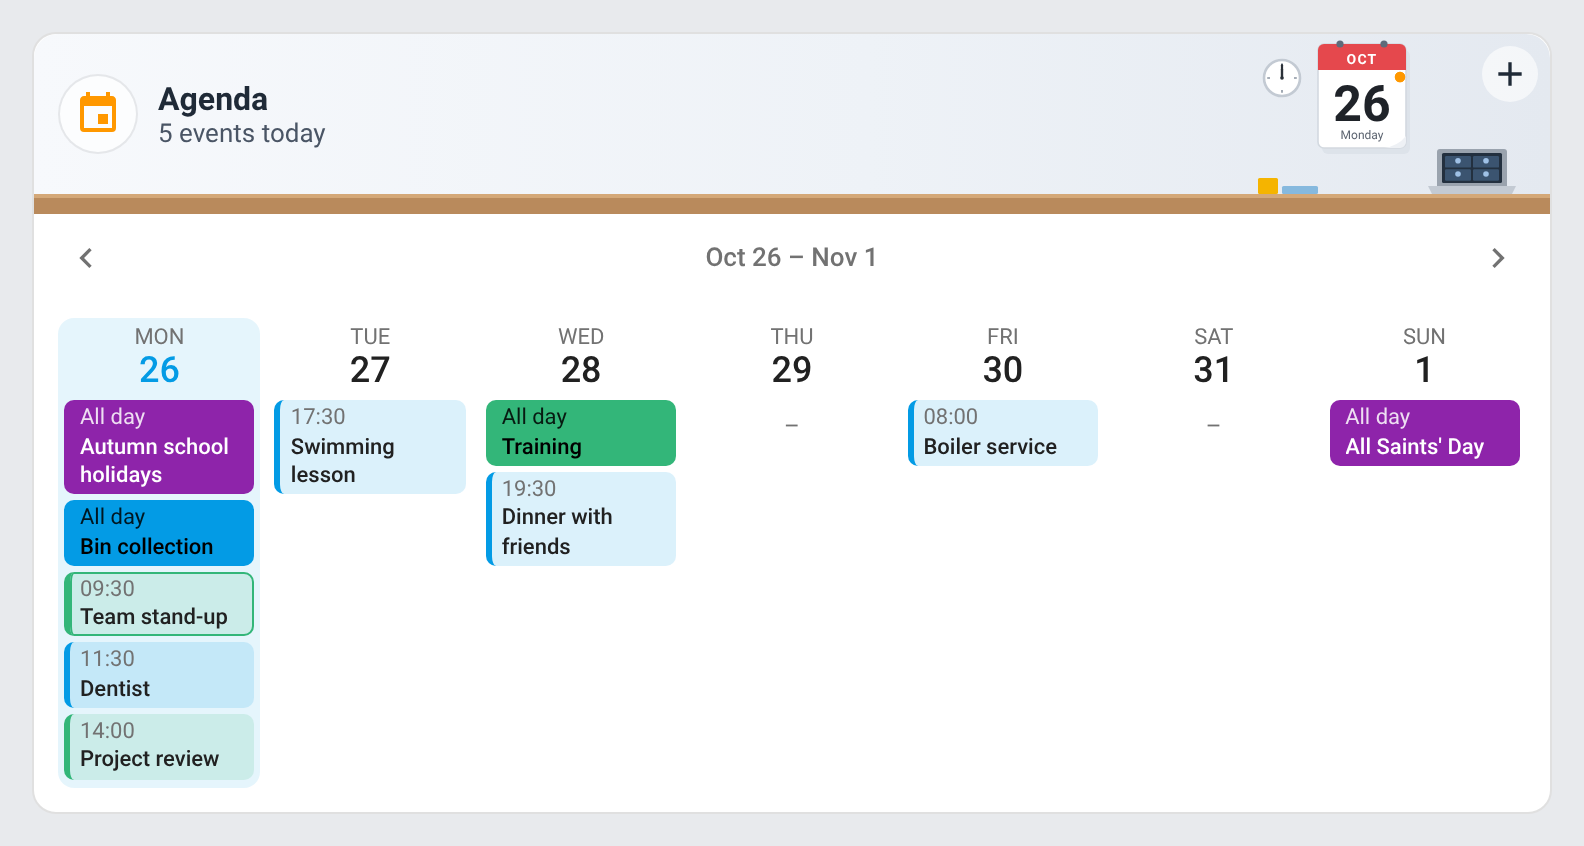 Agenda
5 events today
OCT
26
Monday
Oct 26 – Nov 1
MON
26
All day
Autumn school
holidays
All day
Bin collection
09:30
Team stand-up
11:30
Dentist
14:00
Project review
TUE
27
17:30
Swimming
lesson
WED
28
All day
Training
19:30
Dinner with
friends
THU
29
–
FRI
30
08:00
Boiler service
SAT
31
–
SUN
1
All day
All Saints' Day